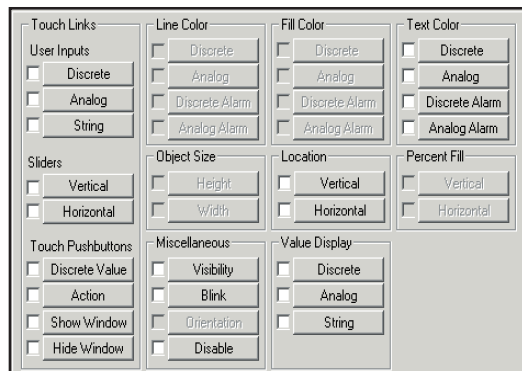 Touch Links
User Inputs
Discrete
Analog
String
Sliders
Vertical
Horizontal
Touch Pushbuttons
Discrete Value
Action
Show Window
Hide Window
Line Color
Discrete
Analog
Discrete Alarm
Analog Alarm
Fill Color
Discrete
Analog
Discrete Alarm
Analog Alarm
Text Color
Discrete
Analog
Discrete Alarm
Analog Alarm
Object Size
Height
Width
Location
Vertical
Horizontal
Percent Fill
Vertical
Horizontal
Miscellaneous
Visibility
Blink
Orientation
Disable
Value Display
Discrete
Analog
String